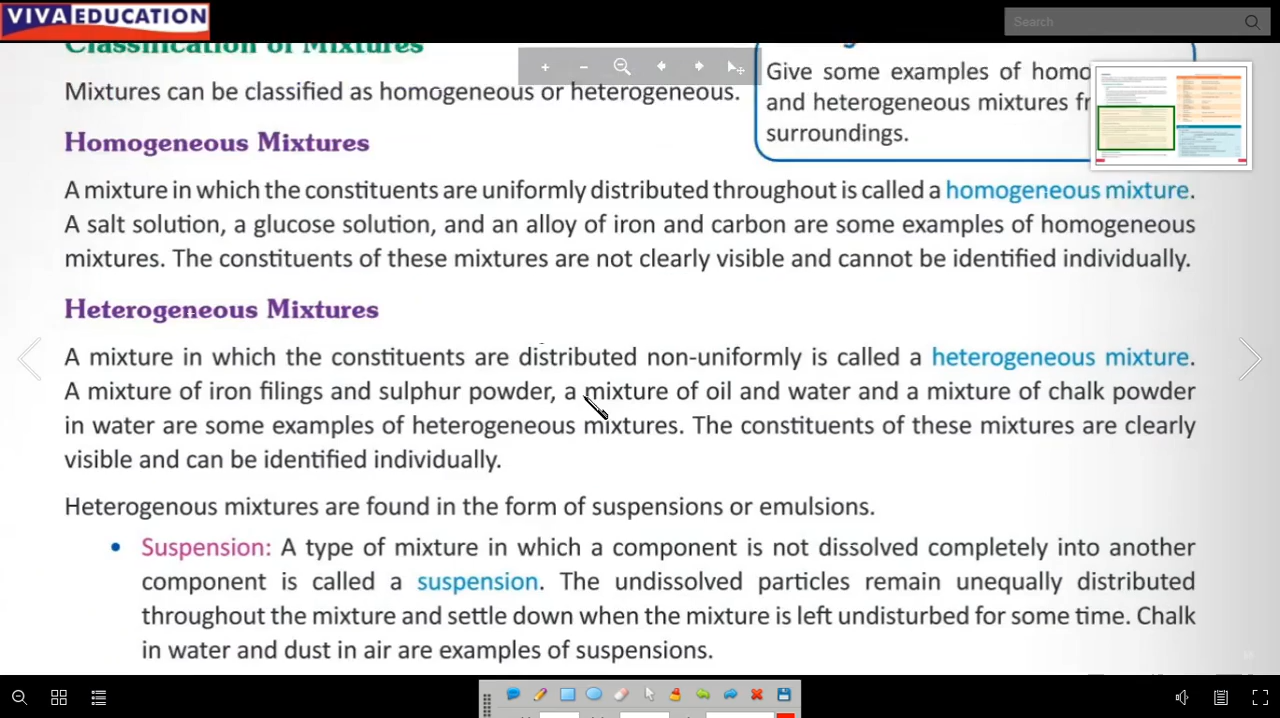 VIVAEDUCATION
Search
Classification of Mixtures
Mixtures can be classified as homogenous or heterogeneous.
Give some examples of homo
and heterogeneous mixtures fr
surroundings.
Homogeneous Mixtures
A mixture in which the constituents are uniformly distributed throughout is called a homogeneous mixture.
A salt solution, a glucose solution, and an alloy of iron and carbon are some examples of homogeneous
mixtures. The constituents of these mixtures are not clearly visible and cannot be identified individually.
Heterogeneous Mixtures
A mixture in which the constituents are distributed non-uniformly is called a heterogeneous mixture.
A mixture of iron filings and sulphur powder, a mixture of oil and water and a mixture of chalk powder
in water are some examples of heterogeneous mixtures. The constituents of these mixtures are clearly
visible and can be identified individually.
Heterogenous mixtures are found in the form of suspensions or emulsions.
• Suspension: A type of mixture in which a component is not dissolved completely into another
component is called a suspension. The undissolved particles remain unequally distributed
throughout the mixture and settle down when the mixture is left undisturbed for some time. Chalk
in water and dust in air are examples of suspensions.